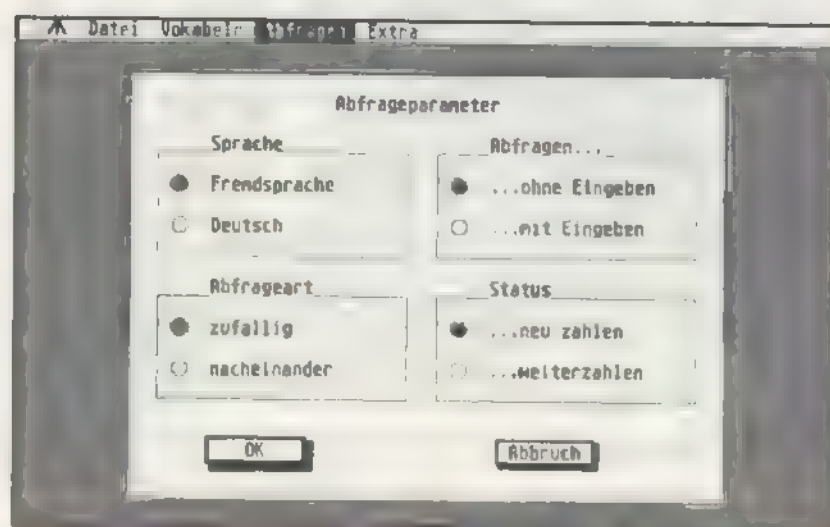 Datei Vokabeln Abfragen Extra
Abfrageparameter
Sprache
Fremdsprache
Deutsch
Abfragen...
...ohne Eingeben
...mit Eingeben
Abfrageart
zufallig
nacheinander
Status
...neu zahlen
...weiterzahlen
OK
Abbruch